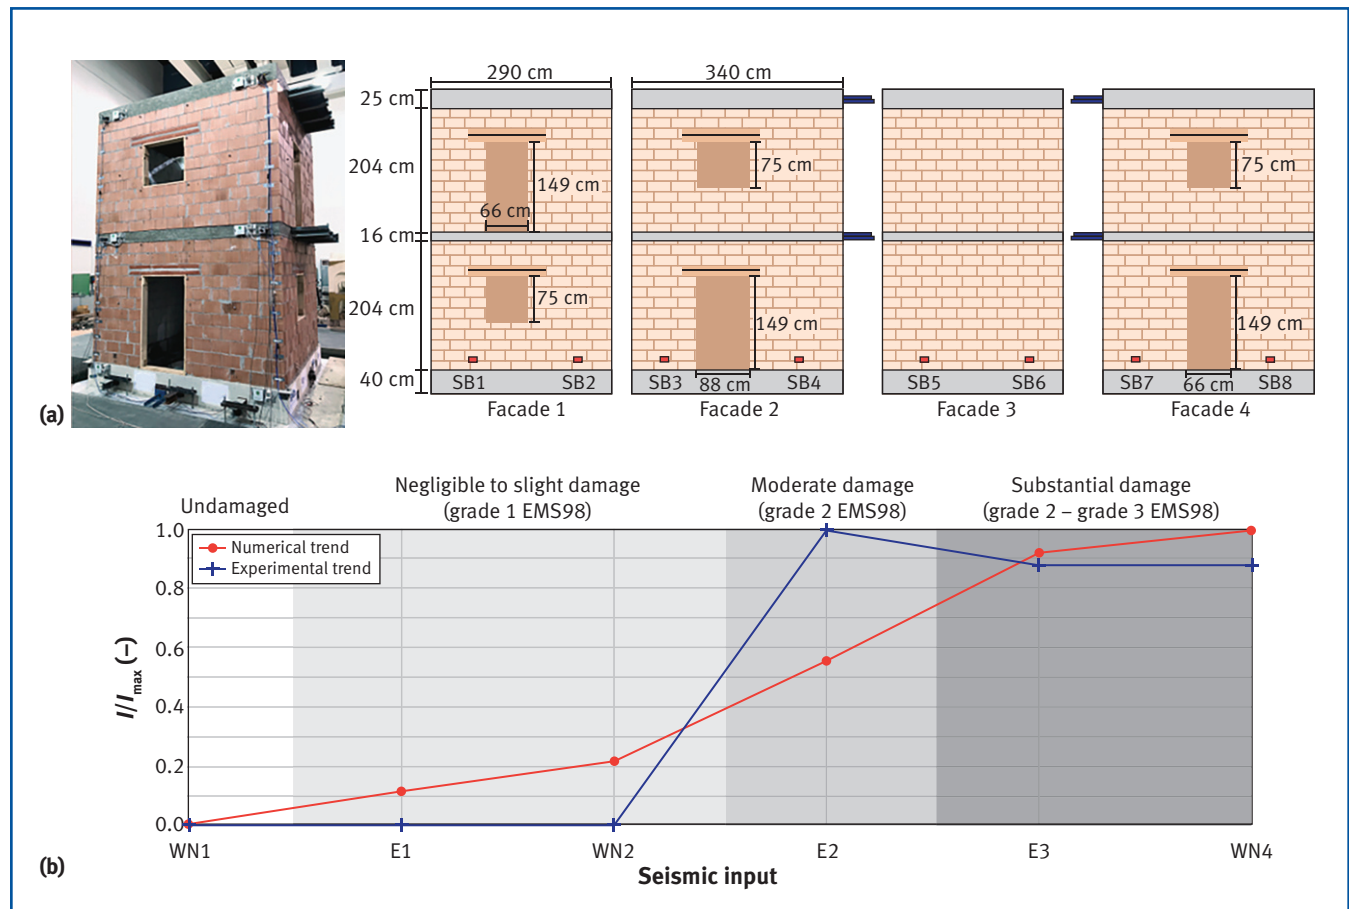 290 cm
340 cm
25 cm
204 cm
16 cm
204 cm
40 cm
149 cm
66 cm
75 cm
75 cm
149 cm
88 cm
75 cm
149 cm
66 cm
SB1
SB2
SB3
SB4
SB5
SB6
SB7
SB8
(a)
Facade 1
Facade 2
Facade 3
Facade 4
Undamaged
Negligible to slight damage
(grade 1 EMS98)
Moderate damage
(grade 2 EMS98)
Substantial damage
(grade 2 – grade 3 EMS98)
Numerical trend
Experimental trend
1.0
0.8
0.6
0.4
0.2
0.0
I/Imax (–)
WN1
E1
WN2
E2
E3
WN4
Seismic input
(b)